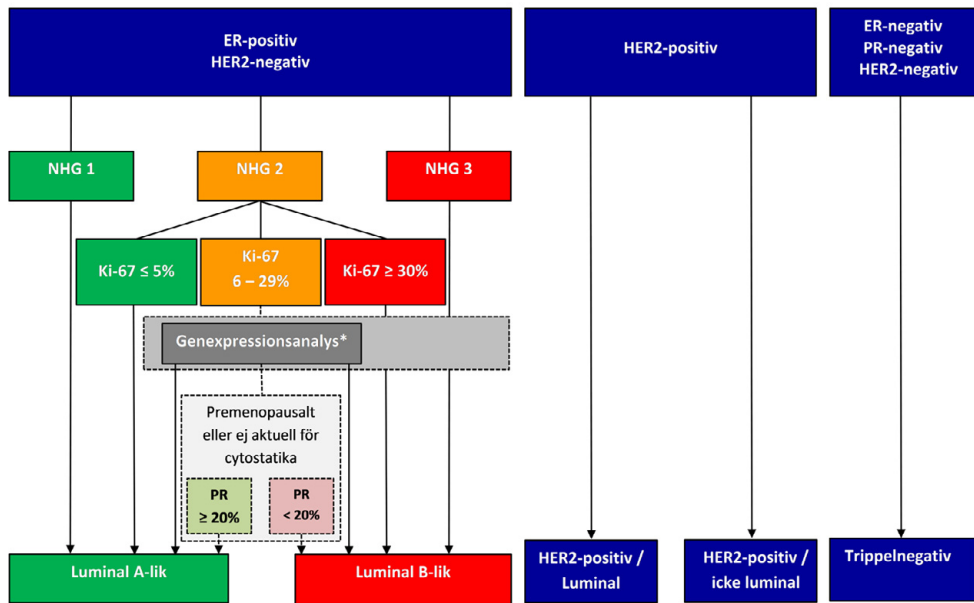 ER-positiv
HER2-negativ
HER2-positiv
ER-negativ
PR-negativ
HER2-negativ
NHG 1
NHG 2
NHG 3
Ki-67 ≤ 5%
Ki-67
6 – 29%
Ki-67 ≥ 30%
Genexpressionsanalys*
Premenopausalt
eller ej aktuell för
cytostatika
PR
≥ 20%
PR
< 20%
Luminal A-lik
Luminal B-lik
HER2-positiv /
Luminal
HER2-positiv /
icke luminal
Trippelnegativ